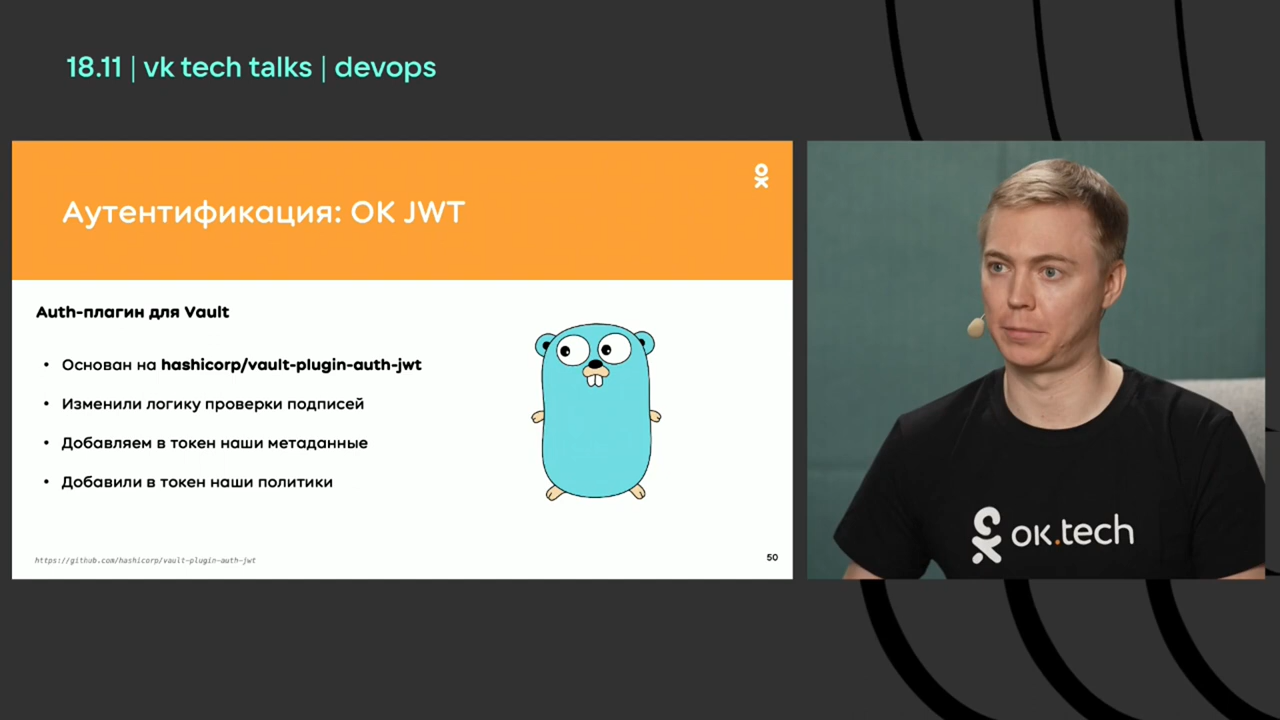 18.11 | vk tech talks | devops
Аутентификация: OK JWT
Auth-плагин для Vault
• Основан на hashicorp/vault-plugin-auth-jwt
• Изменили логику проверки подписей
• Добавляем в токен наши метаданные
• Добавили в токен наши политики
https://github.com/hashicorp/vault-plugin-auth-jwt
50
ok.tech